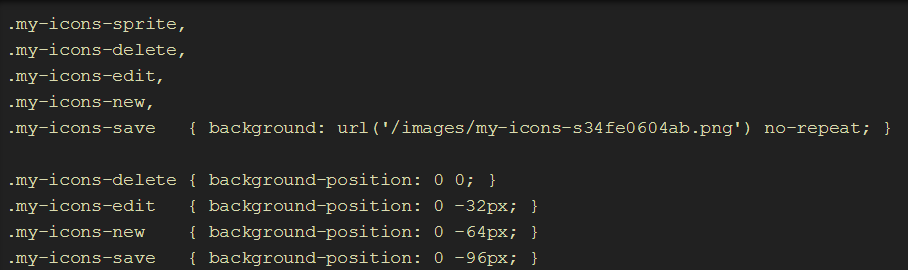 .my-icons-sprite,
.my-icons-delete,
.my-icons-edit,
.my-icons-new,
.my-icons-save   { background: url('/images/my-icons-s34fe0604ab.png') no-repeat; }

.my-icons-delete { background-position: 0 0; }
.my-icons-edit   { background-position: 0 -32px; }
.my-icons-new    { background-position: 0 -64px; }
.my-icons-save   { background-position: 0 -96px; }